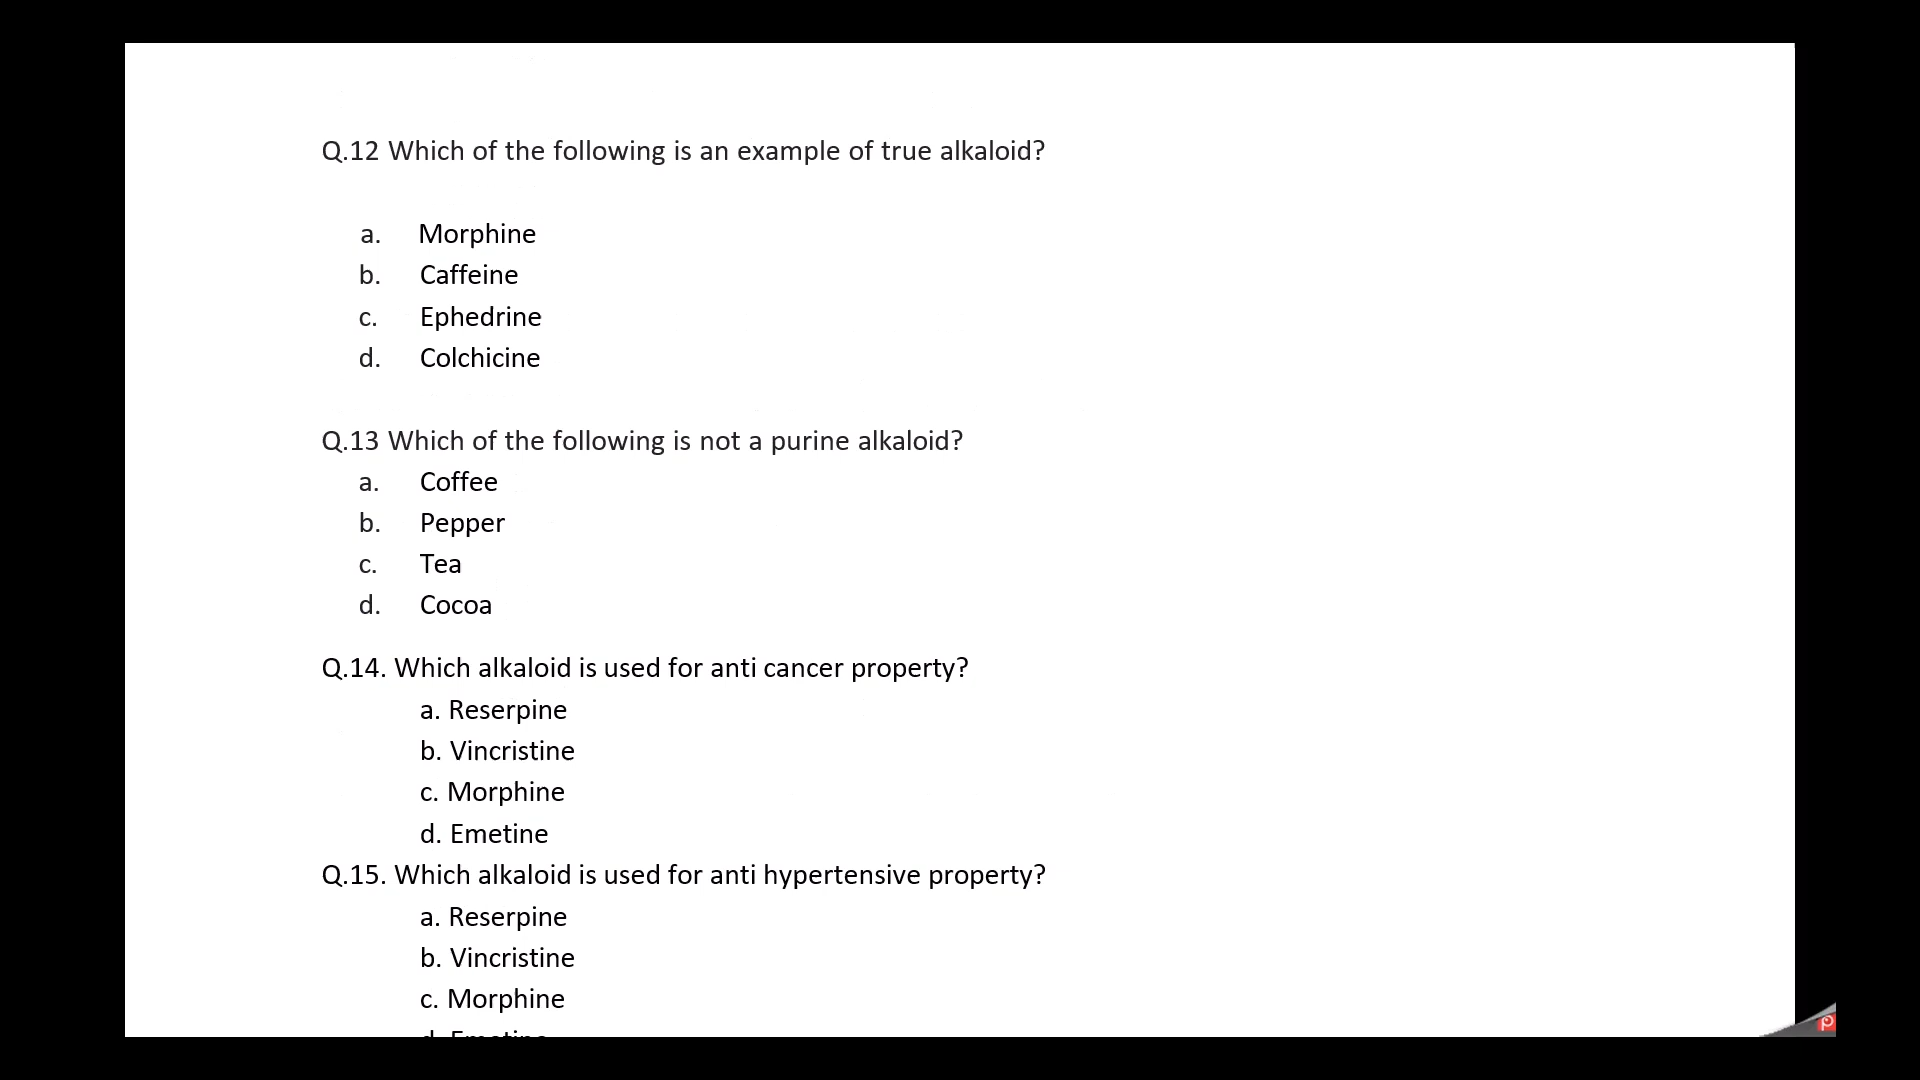 Q.12 Which of the following is an example of true alkaloid?
a. Morphine
b. Caffeine
c. Ephedrine
d. Colchicine
Q.13 Which of the following is not a purine alkaloid?
a. Coffee
b. Pepper
c. Tea
d. Cocoa
Q.14. Which alkaloid is used for anti cancer property?
a. Reserpine
b. Vincristine
c. Morphine
d. Emetine
Q.15. Which alkaloid is used for anti hypertensive property?
a. Reserpine
b. Vincristine
c. Morphine